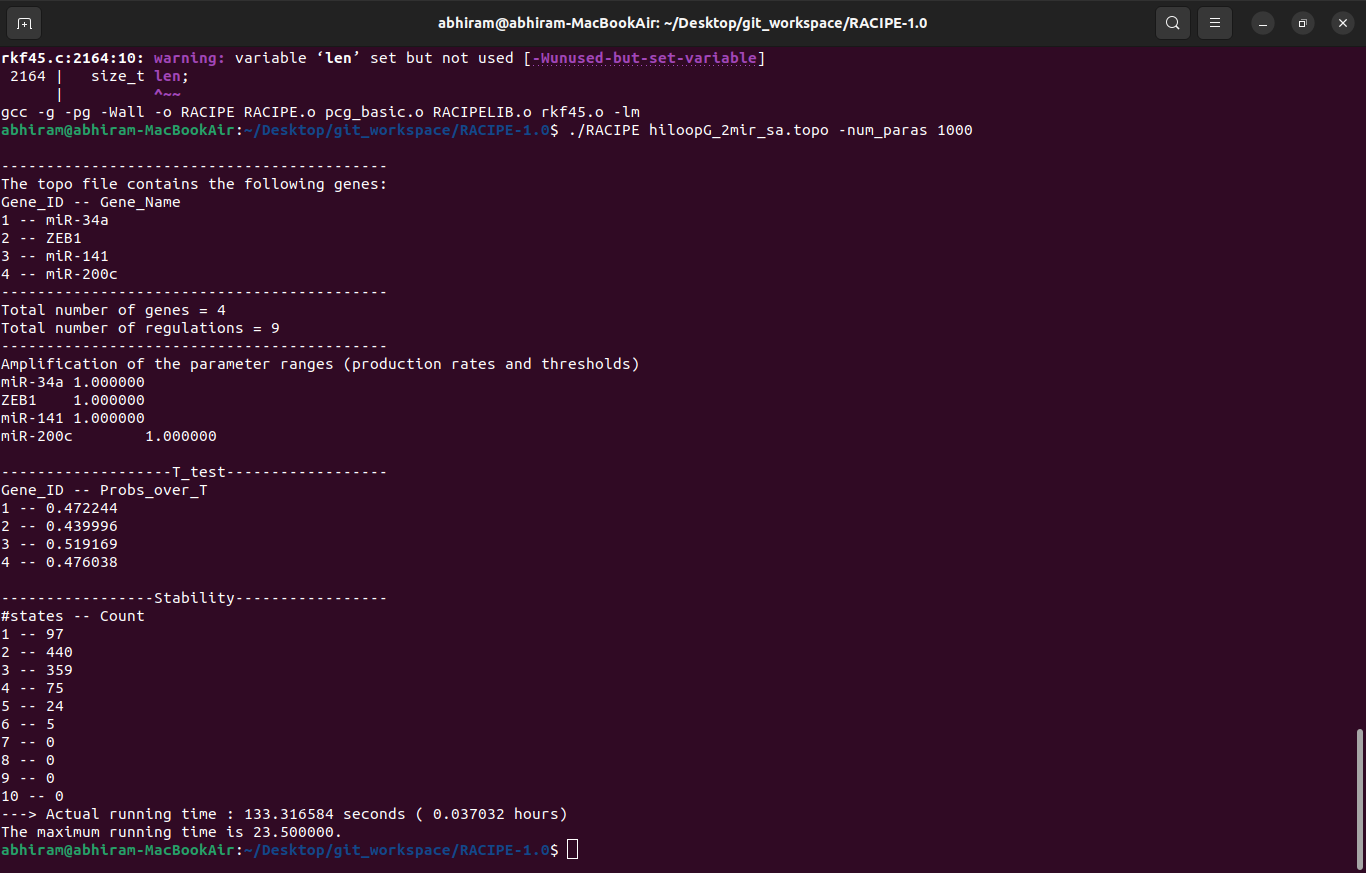 abhiram@abhiram-MacBookAir: ~/Desktop/git_workspace/RACIPE-1.0
rkf45.c:2164:10: warning: variable ‘len’ set but not used [-Wunused-but-set-variable]
 2164 |   size_t len;
      |          ^~~
gcc -g -pg -Wall -o RACIPE RACIPE.o pcg_basic.o RACIPELIB.o rkf45.o -lm
abhiram@abhiram-MacBookAir:~/Desktop/git_workspace/RACIPE-1.0$ ./RACIPE hiloopG_2mir_sa.topo -num_paras 1000
-------------------------------------------
The topo file contains the following genes:
Gene_ID -- Gene_Name
1 -- miR-34a
2 -- ZEB1
3 -- miR-141
4 -- miR-200c
-------------------------------------------
Total number of genes = 4
Total number of regulations = 9
-------------------------------------------
Amplification of the parameter ranges (production rates and thresholds)
miR-34a 1.000000
ZEB1    1.000000
miR-141 1.000000
miR-200c        1.000000
-------------------T_test------------------
Gene_ID -- Probs_over_T
1 -- 0.472244
2 -- 0.439996
3 -- 0.519169
4 -- 0.476038
-----------------Stability-----------------
#states -- Count
1 -- 97
2 -- 440
3 -- 359
4 -- 75
5 -- 24
6 -- 5
7 -- 0
8 -- 0
9 -- 0
10 -- 0
---> Actual running time : 133.316584 seconds ( 0.037032 hours)
The maximum running time is 23.500000.
abhiram@abhiram-MacBookAir:~/Desktop/git_workspace/RACIPE-1.0$